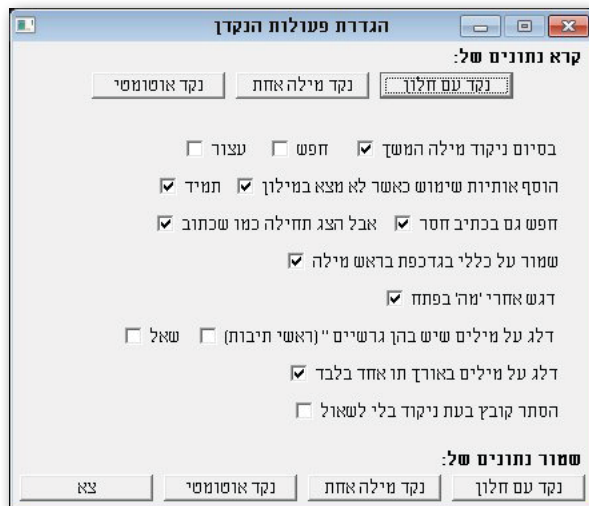 הגדרת פעולות הנקדן
קרא נתונים של:
נקד עם חלון נקד מילה אחת נקד אוטומטי
בסיום ניקוד מילה המשך חפש עצור
הוסף אותיות שימוש כאשר לא מצא במילון תמיד
חפש גם בכתיב חסר אבל הצג תחילה כמו שכתוב
שמור על כללי בגדכפת בראש מילה
דגש אחרי 'מה' בפתח
דלג על מילים שיש בהן גרשיים " (ראשי תיבות) שאל
דלג על מילים באורך תו אחד בלבד
הסתר קובץ בעת ניקוד בלי לשאול
שמור נתונים של:
נקד עם חלון נקד מילה אחת נקד אוטומטי צא